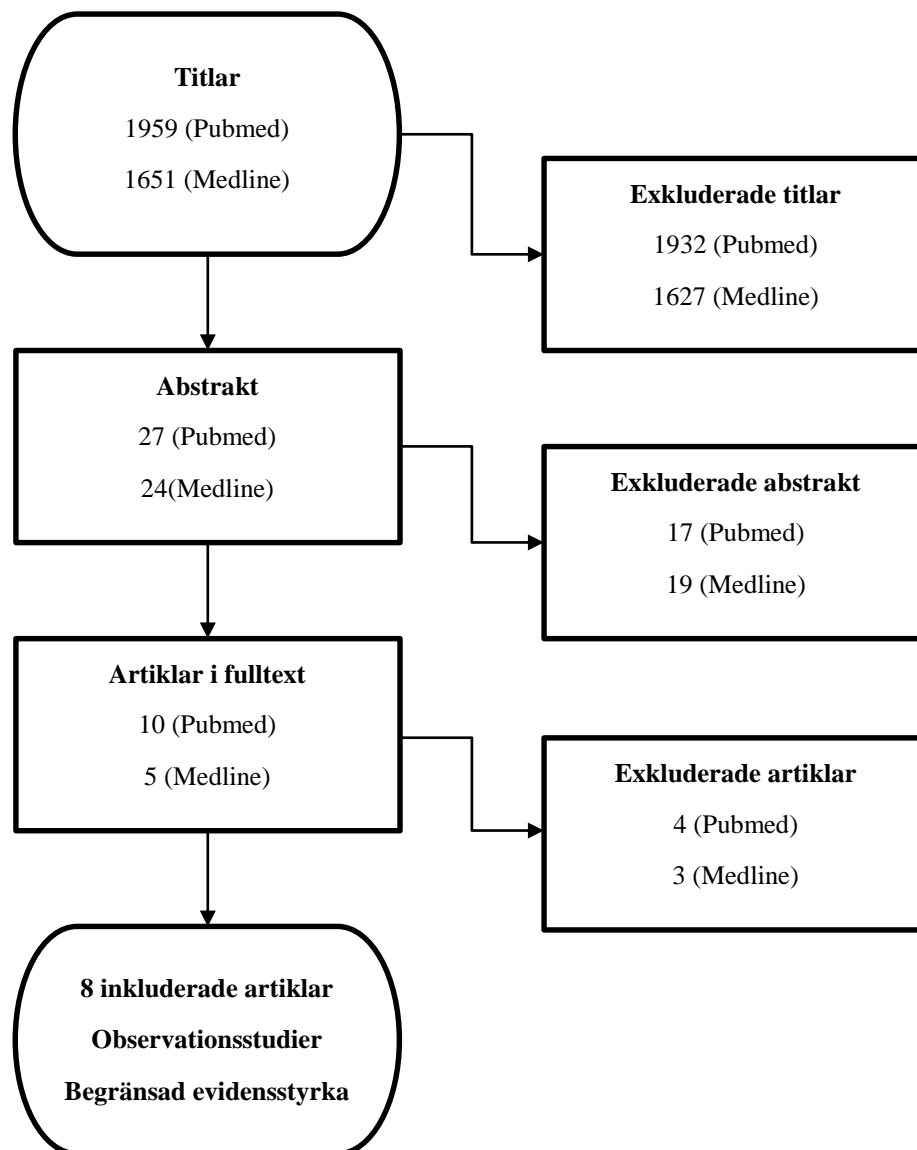 Titlar
1959 (Pubmed)
1651 (Medline)
Exkluderade titlar
1932 (Pubmed)
1627 (Medline)
Abstrakt
27 (Pubmed)
24(Medline)
Exkluderade abstrakt
17 (Pubmed)
19 (Medline)
Artiklar i fulltext
10 (Pubmed)
5 (Medline)
Exkluderade artiklar
4 (Pubmed)
3 (Medline)
8 inkluderade artiklar
Observationsstudier
Begränsad evidensstyrka